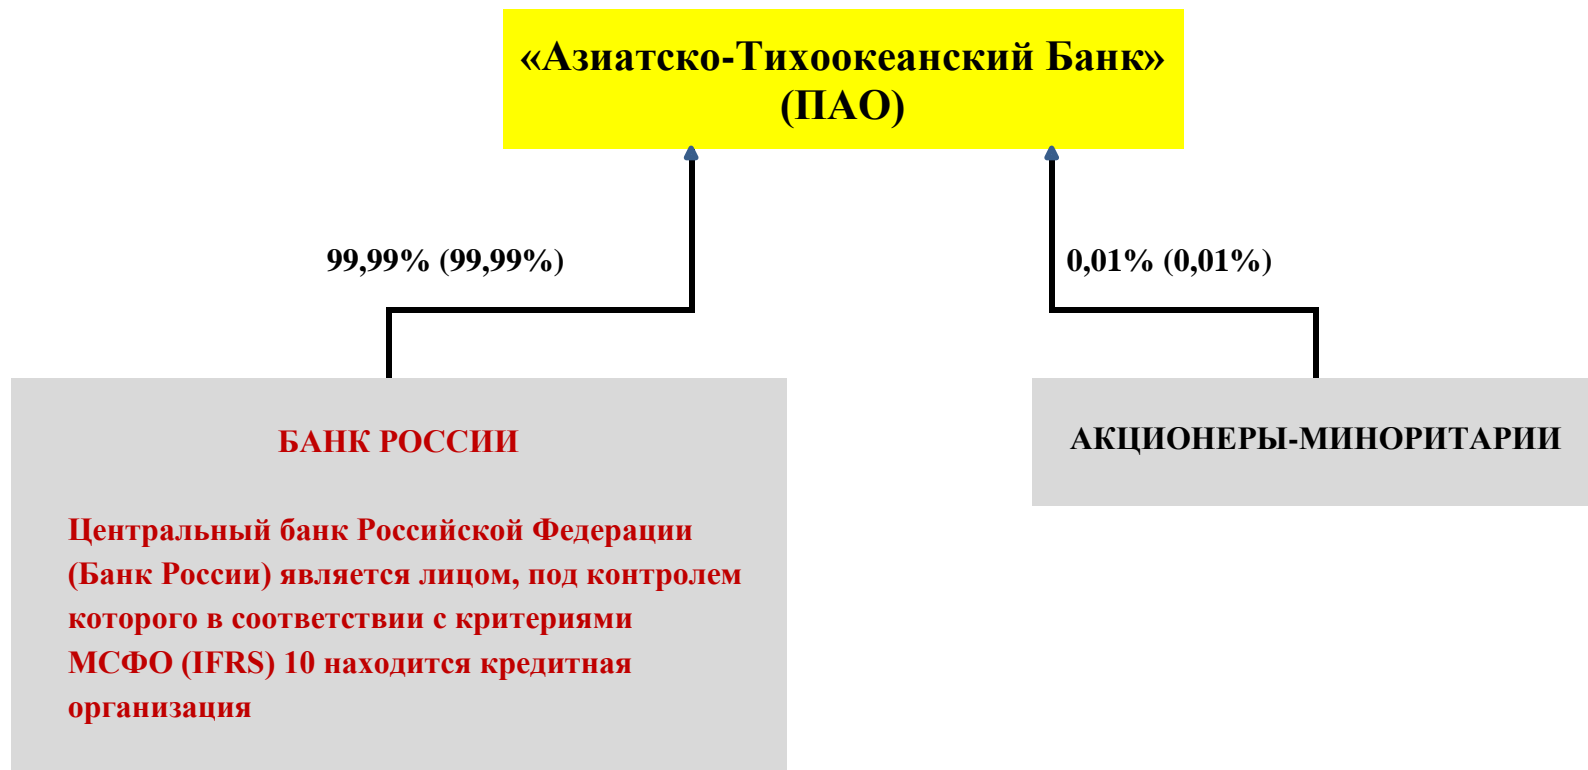 «Азиатско-Тихоокеанский Банк»
(ПАО)
99,99% (99,99%)
0,01% (0,01%)
БАНК РОССИИ
Центральный банк Российской Федерации
(Банк России) является лицом, под контролем
которого в соответствии с критериями
МСФО (IFRS) 10 находится кредитная
организация
АКЦИОНЕРЫ-МИНОРИТАРИИ